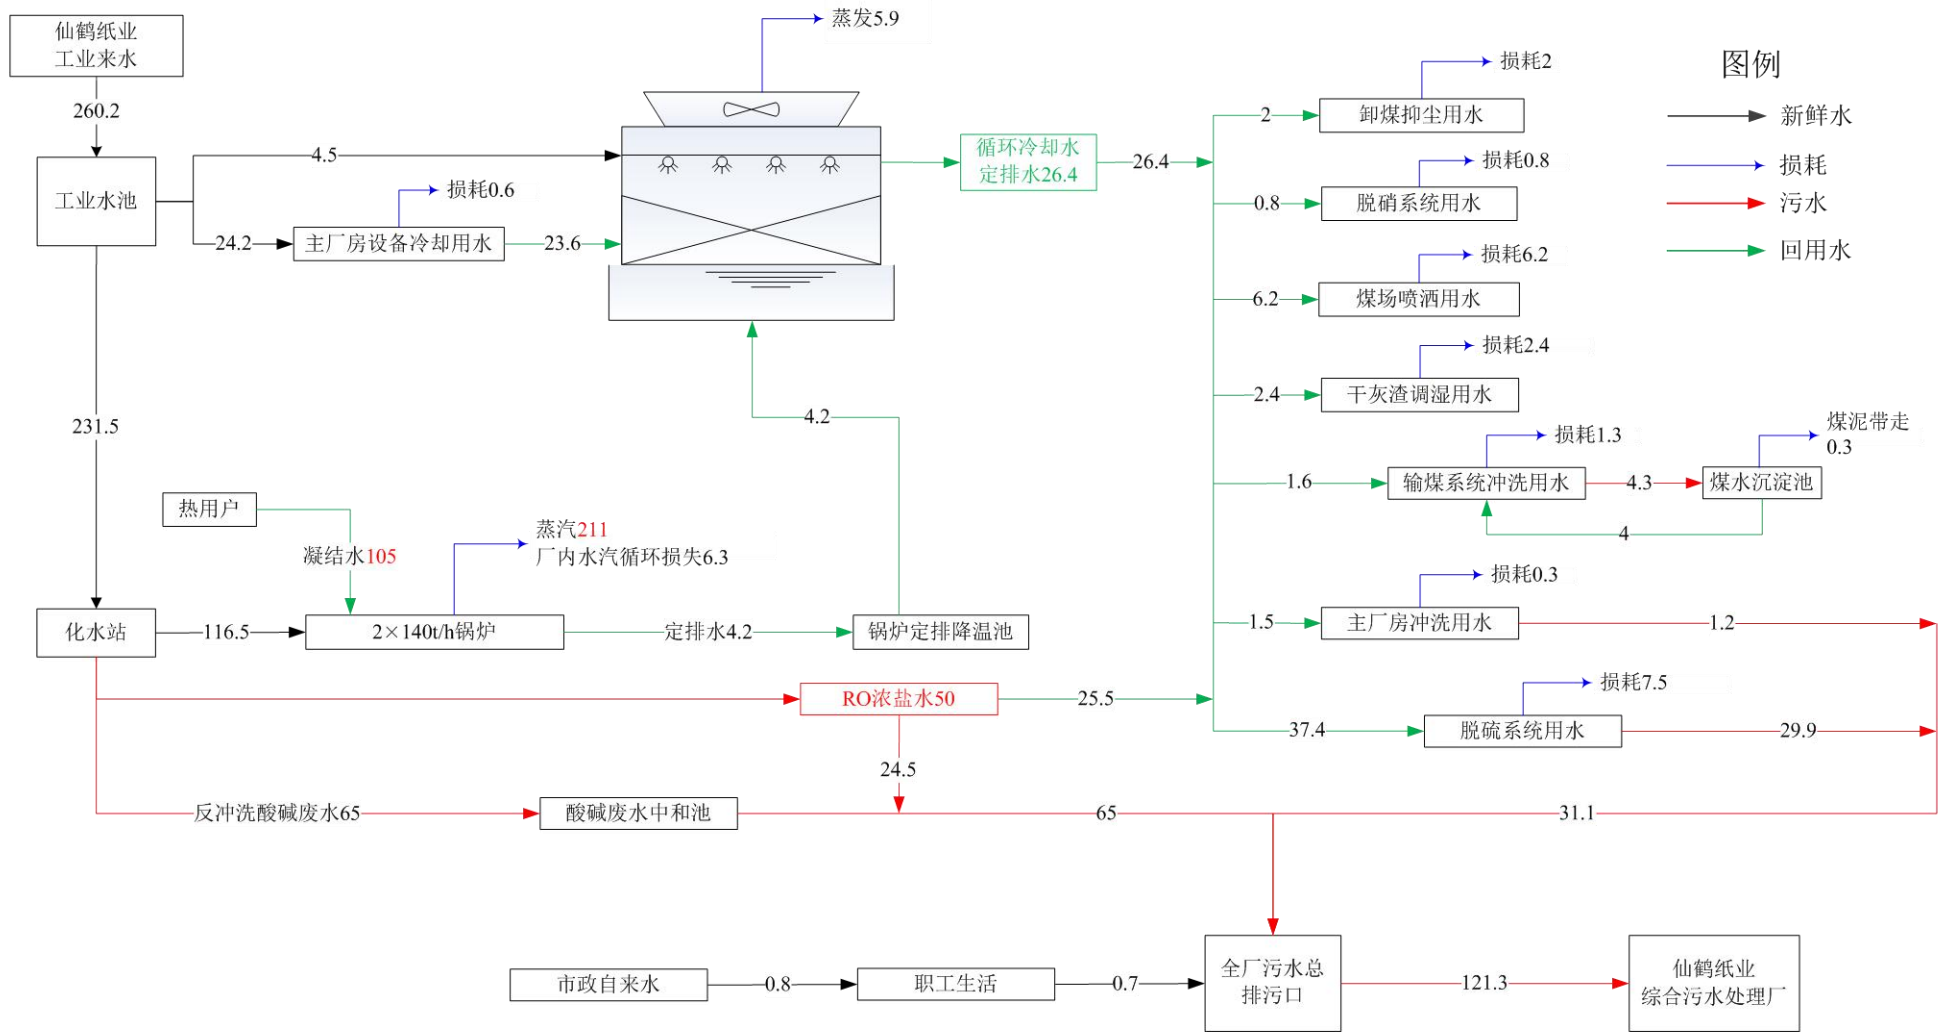 仙鹤纸业
工业来水
260.2
工业水池
4.5
24.2
损耗0.6
主厂房设备冷却用水
23.6
蒸发5.9
循环冷却水
定排水26.4
26.4
2
卸煤抑尘用水
损耗2
0.8
脱硝系统用水
损耗0.8
6.2
煤场喷洒用水
损耗6.2
2.4
干灰渣调湿用水
损耗2.4
1.6
输煤系统冲洗用水
损耗1.3
4.3
煤水沉淀池
煤泥带走
0.3
4
1.5
主厂房冲洗用水
损耗0.3
1.2
37.4
脱硫系统用水
损耗7.5
29.9
图例
新鲜水
损耗
污水
回用水
231.5
热用户
凝结水105
蒸汽211
厂内水汽循环损失6.3
4.2
化水站
116.5
2×140t/h锅炉
定排水4.2
锅炉定排降温池
RO浓盐水50
25.5
24.5
反冲洗酸碱废水65
酸碱废水中和池
65
31.1
市政自来水
0.8
职工生活
0.7
全厂污水总
排污口
121.3
仙鹤纸业
综合污水处理厂